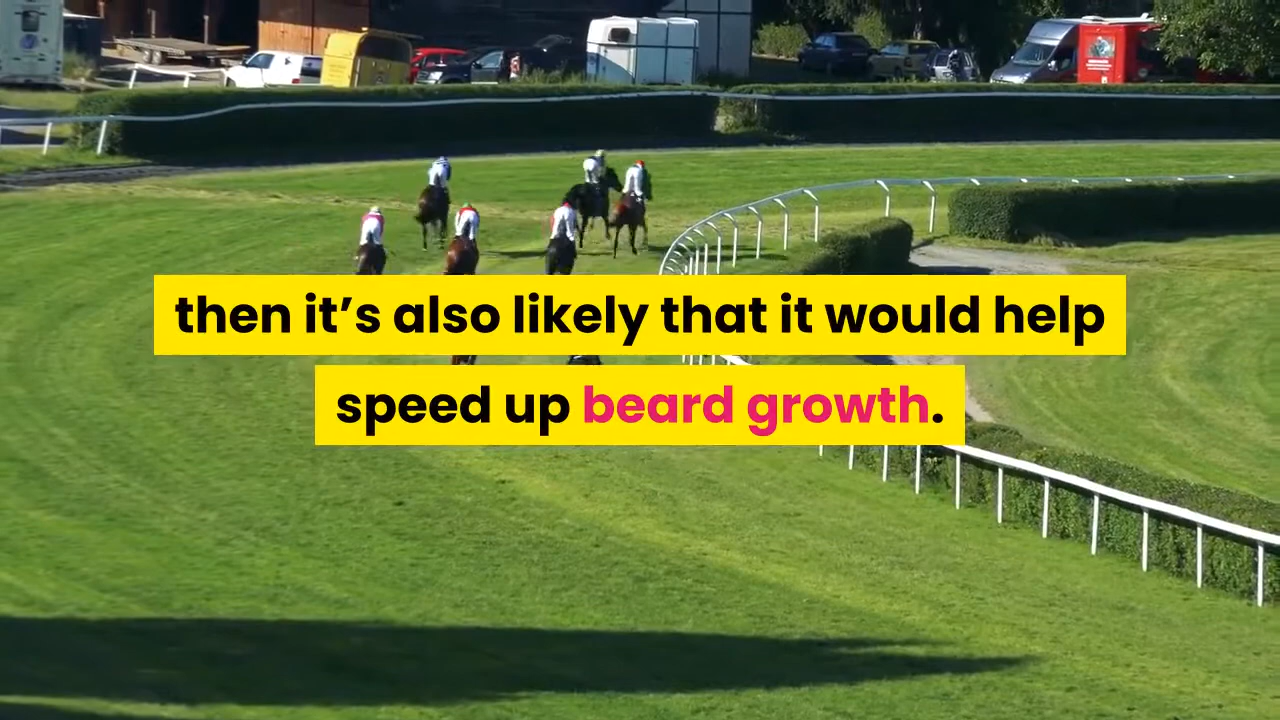 then it’s also likely that it would help
speed up beard growth.